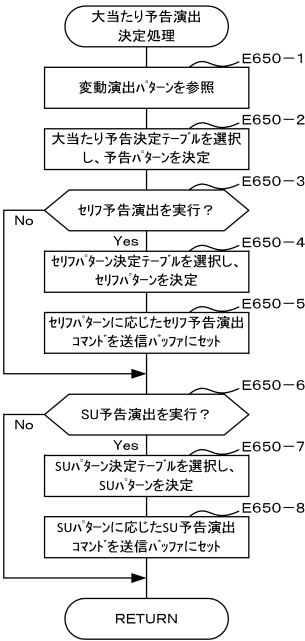 大当たり予告演出
決定処理
E650-1
変動演出ﾊﾟﾀｰﾝを参照
E650-2
大当たり予告決定テーブルを選択
し、予告ﾊﾟﾀｰﾝを決定
E650-3
ｾﾘﾌ予告演出を実行？
No
Yes
E650-4
ｾﾘﾌﾊﾟﾀｰﾝ決定テーブルを選択し、
ｾﾘﾌﾊﾟﾀｰﾝを決定
E650-5
ｾﾘﾌﾊﾟﾀｰﾝに応じたｾﾘﾌ予告演出
ｺﾏﾝﾄﾞを送信ﾊﾞｯﾌｧにｾｯﾄ
E650-6
SU予告演出を実行？
No
Yes
E650-7
SUﾊﾟﾀｰﾝ決定テーブルを選択し、
SUﾊﾟﾀｰﾝを決定
E650-8
SUﾊﾟﾀｰﾝに応じたSU予告演出
ｺﾏﾝﾄﾞを送信ﾊﾞｯﾌｧにｾｯﾄ
RETURN